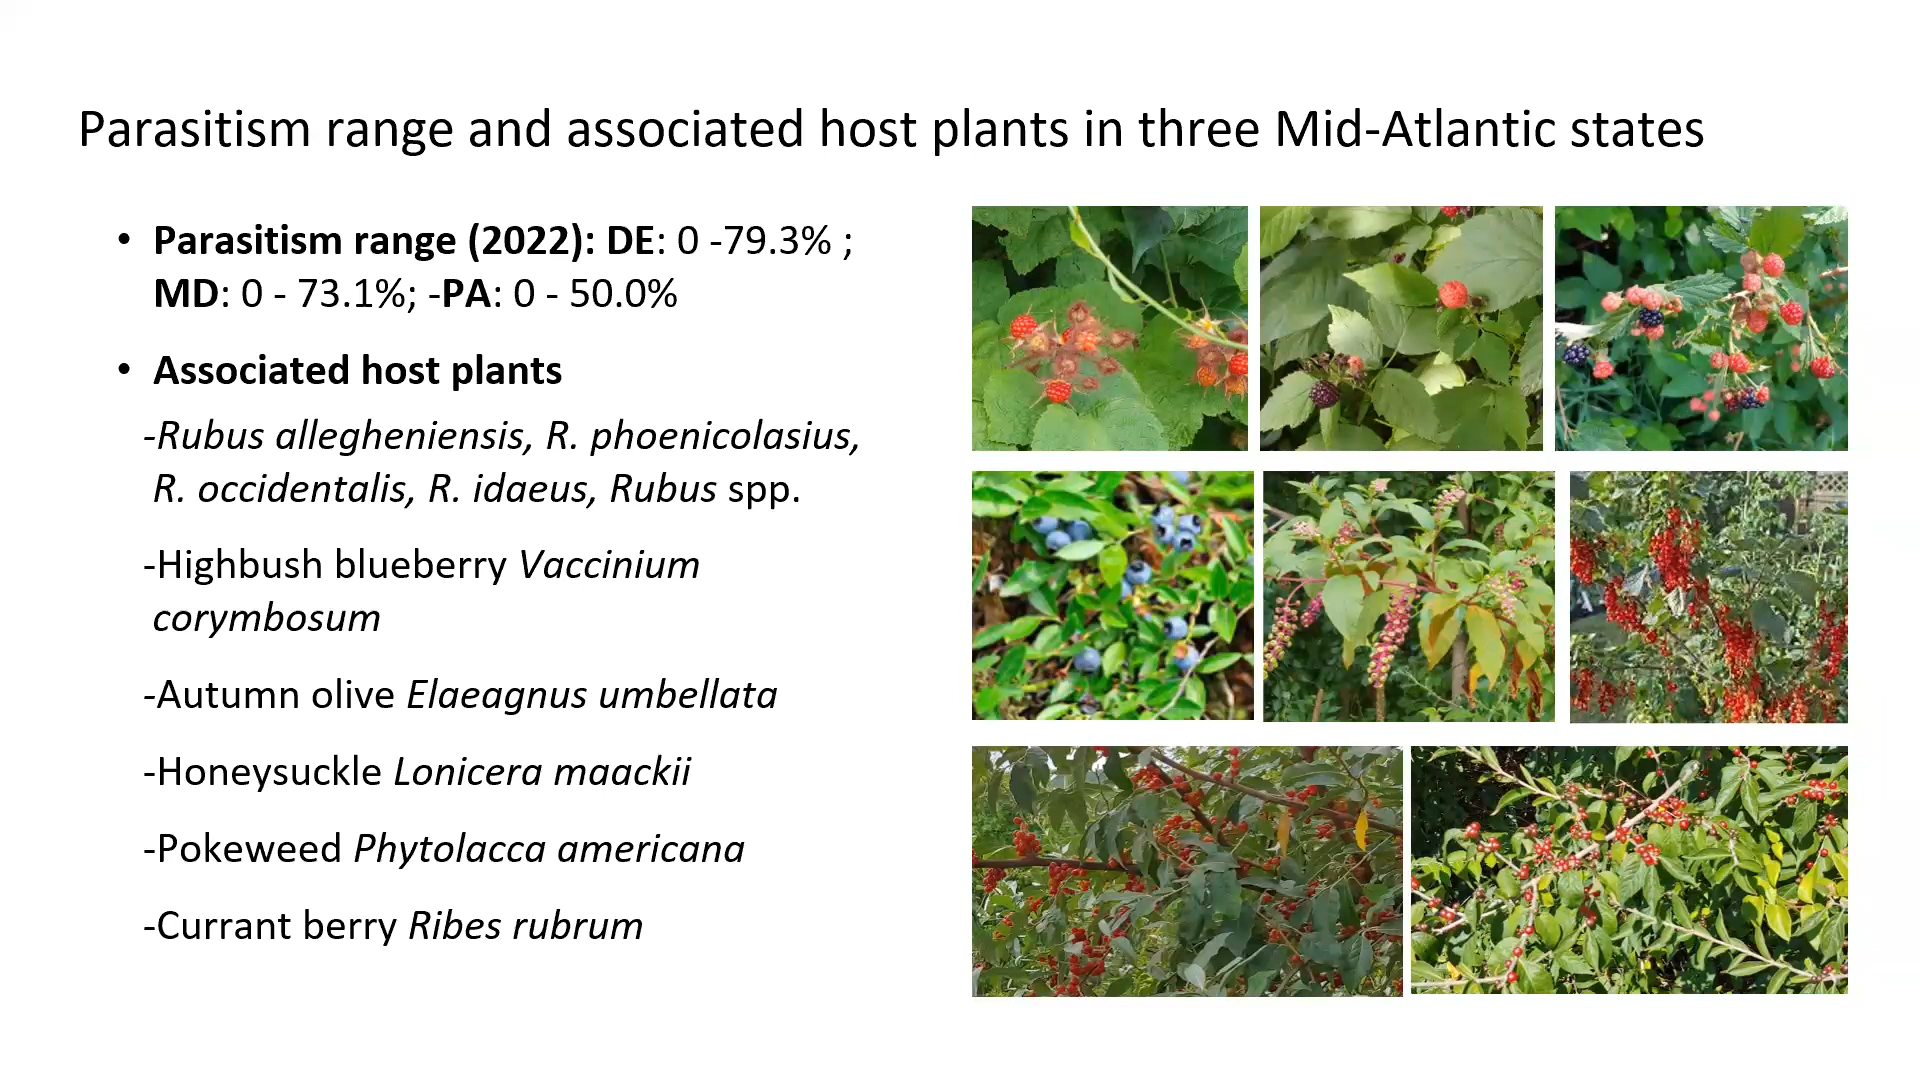 Parasitism range and associated host plants in three Mid-Atlantic states
• Parasitism range (2022): DE: 0 -79.3% ;
MD: 0 - 73.1%; -PA: 0 - 50.0%
• Associated host plants
-Rubus allegheniensis, R. phoenicolasius,
R. occidentalis, R. idaeus, Rubus spp.
-Highbush blueberry Vaccinium
corymbosum
-Autumn olive Elaeagnus umbellata
-Honeysuckle Lonicera maackii
-Pokeweed Phytolacca americana
-Currant berry Ribes rubrum